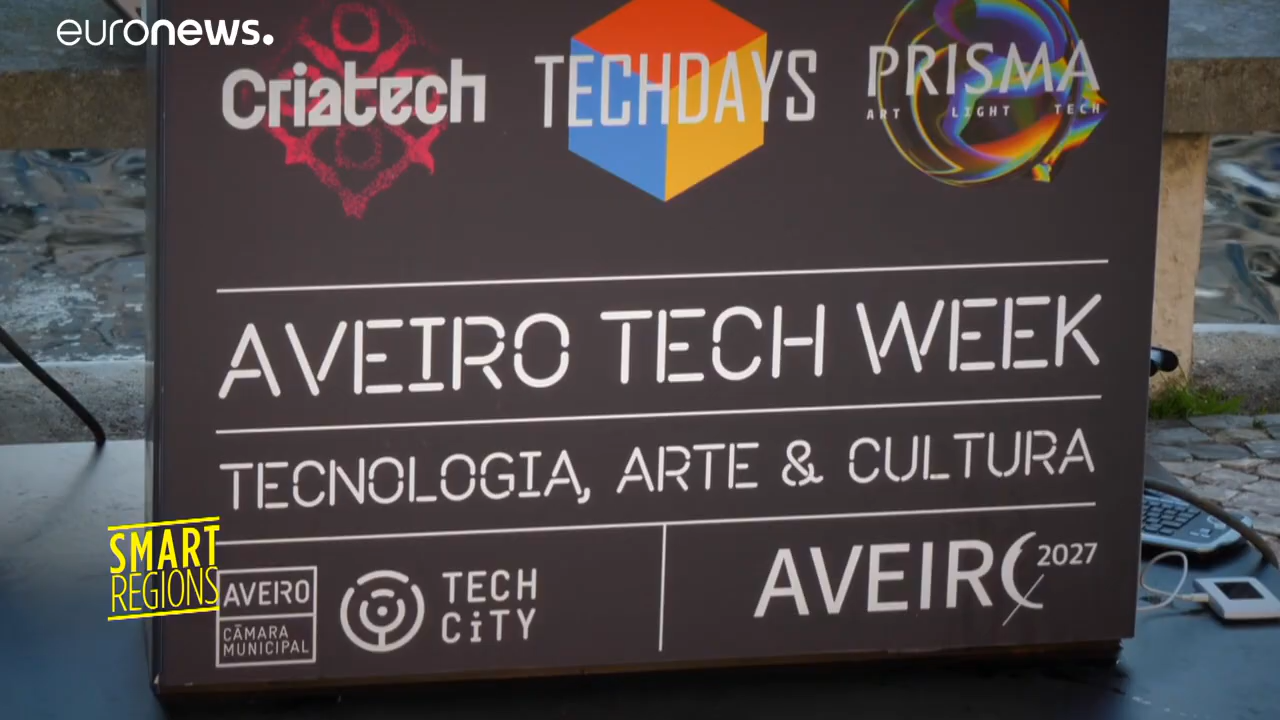 euronews.
Criatech
TECHDAYS
PRISMA
ART LIGHT TECH
AVEIRO TECH WEEK
TECNOLOGIA, ARTE & CULTURA
SMART
REGIONS
AVEIRO
CÂMARA
MUNICIPAL
TECH
CiTY
AVEIRO 2027